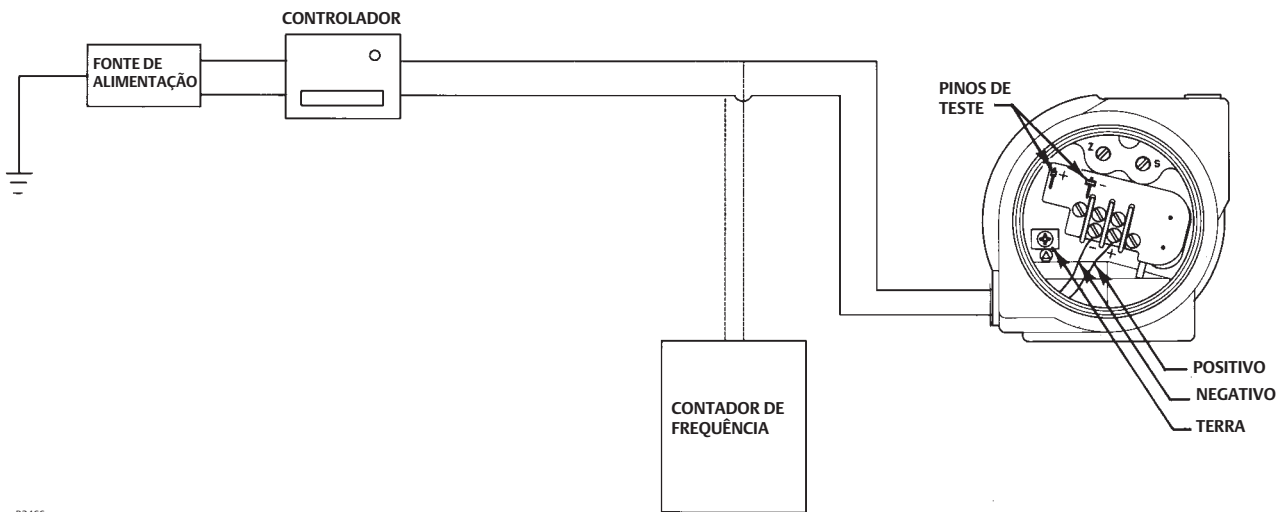 CONTROLADOR
FONTE DE
ALIMENTAÇÃO
PINOS DE
TESTE
Z
S
+
-
-
+
CONTADOR DE
FREQUÊNCIA
POSITIVO
NEGATIVO
TERRA